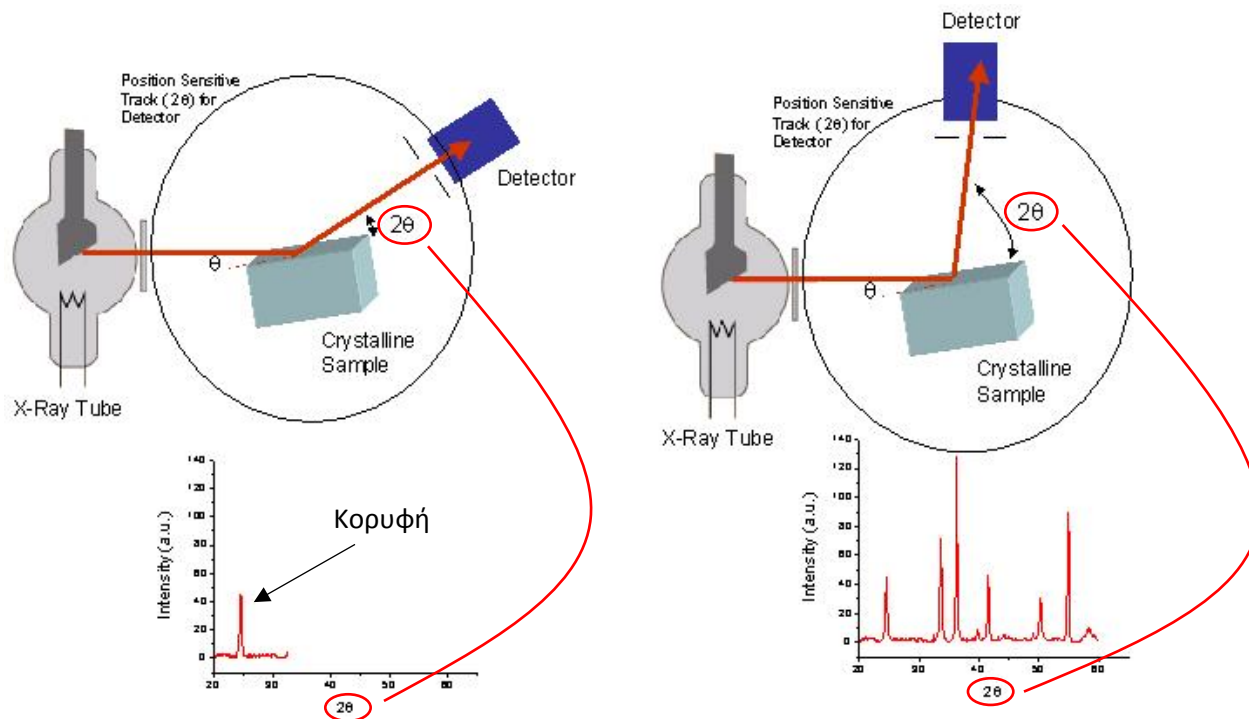 Position Sensitive
Track (2θ) for
Detector
Detector
2θ
θ
Crystalline
Sample
X-Ray Tube
140
120
100
80
60
40
20
0
Intensity (a.u.)
Κορυφή
20
30
40
50
60
2θ
Detector
Position Sensitive
Track (2θ) for
Detector
2θ
θ
Crystalline
Sample
X-Ray Tube
140
120
100
80
60
40
20
0
Intensity (a.u.)
20
30
40
50
60
2θ